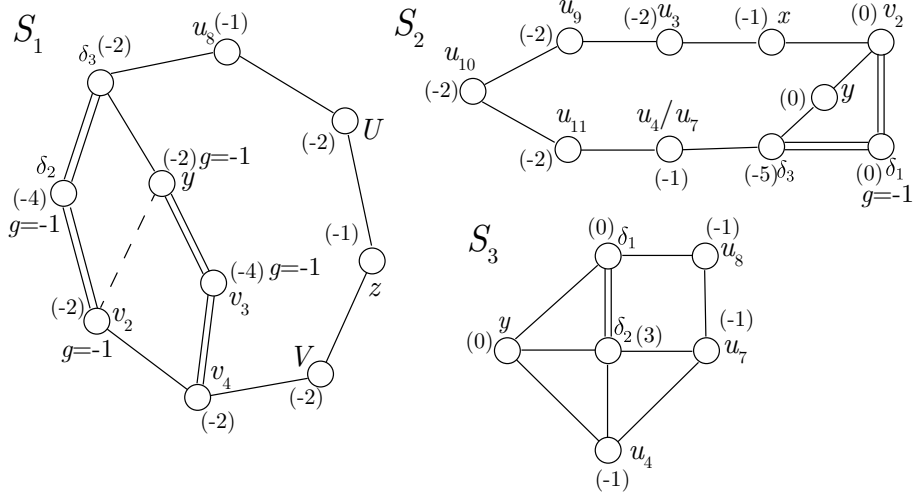 S₁
u₈ (-1)
δ₃ (-2)
(-2) U
δ₂
(-4)
g=-1
(-2) g=-1
y
(-1)
z
(-4) g=-1
v₃
(-2) v₂
g=-1
V
(-2)
v₄
(-2)
S₂
u₉
(-2)
(-2) u₃
(-1) x
(0) v₂
u₁₀
(-2)
(0) y
u₁₁
(-2)
u₄/u₇
(-1)
(-5) δ₃
(0) δ₁
g=-1
S₃
(0) δ₁
(-1)
u₈
y
(0)
δ₂ (3)
(-1)
u₇
u₄
(-1)